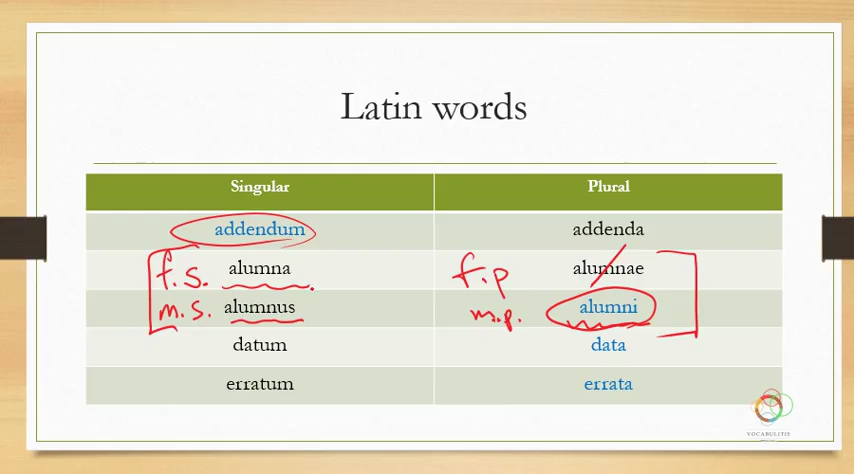 Latin words
Singular Plural
addendum addenda
f.s. alumna f.p alumnae
m.s. alumnus m.p. alumni
datum data
erratum errata
VOCABULITIS